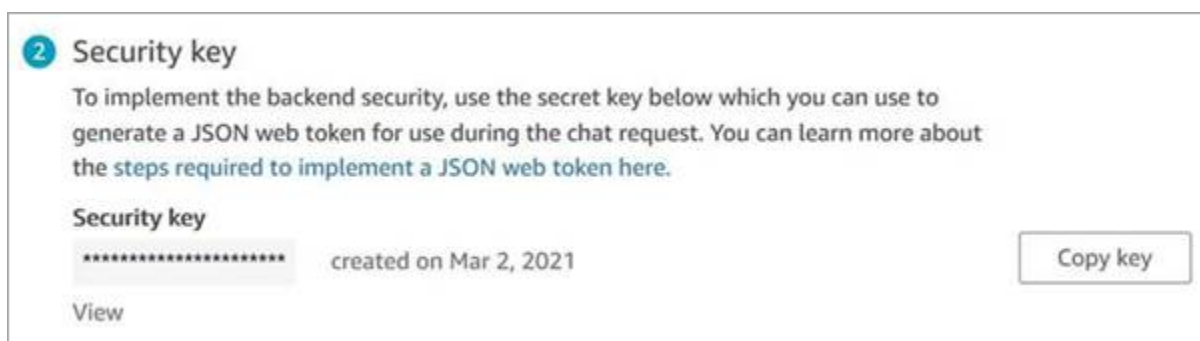 2 Security key
To implement the backend security, use the secret key below which you can use to
generate a JSON web token for use during the chat request. You can learn more about
the steps required to implement a JSON web token here.
Security key
********************** created on Mar 2, 2021 Copy key
View